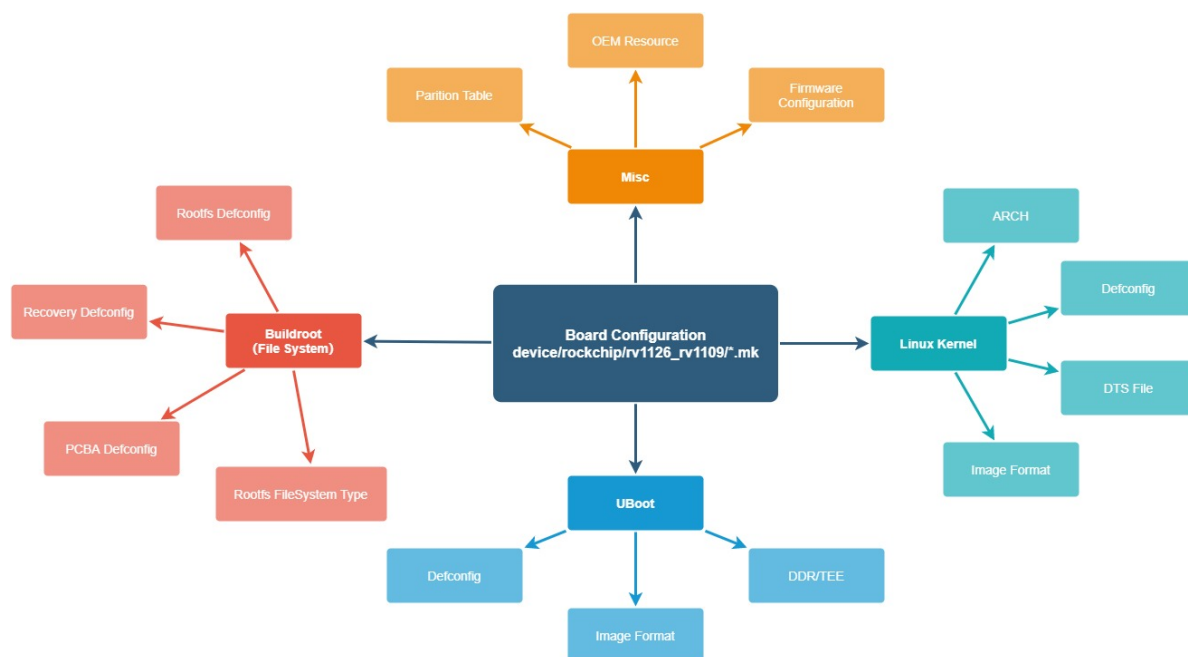 OEM Resource
Parition Table
Firmware
Configuration
Misc
Rootfs Defconfig
ARCH
Recovery Defconfig
Defconfig
Buildroot
(File System)
Board Configuration
device/rockchip/rv1126_rv1109/*.mk
Linux Kernel
DTS File
PCBA Defconfig
Rootfs FileSystem Type
Image Format
UBoot
Defconfig
DDR/TEE
Image Format